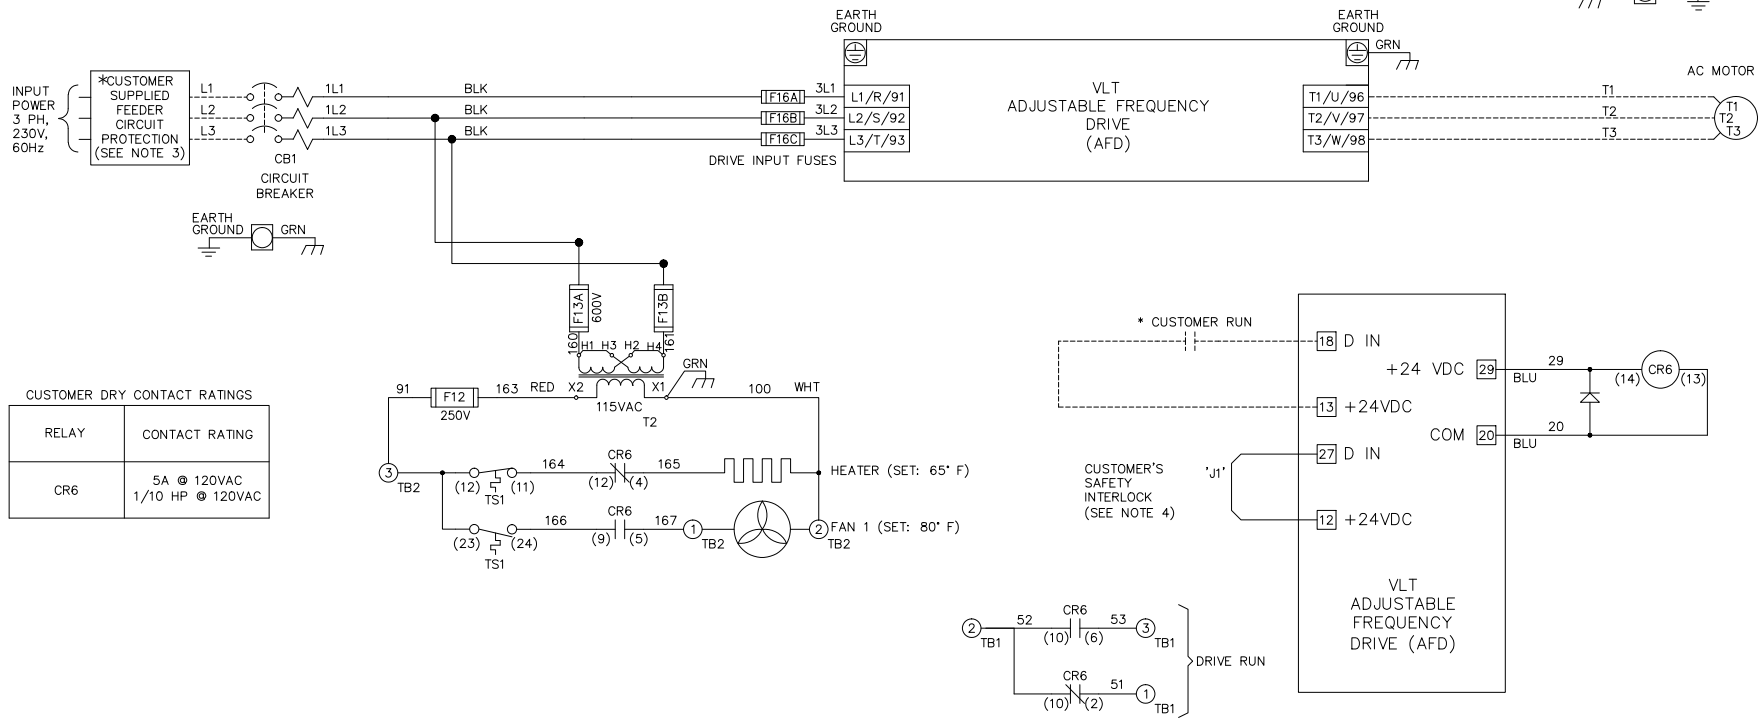 EARTH
GROUND
EARTH
GROUND
GRN
INPUT
POWER
3 PH,
230V,
60Hz
*CUSTOMER
SUPPLIED
FEEDER
CIRCUIT
PROTECTION
(SEE NOTE 3)
L1
L2
L3
CB1
CIRCUIT
BREAKER
1L1
1L2
1L3
BLK
BLK
BLK
F16A
F16B
F16C
DRIVE INPUT FUSES
3L1
3L2
3L3
L1/R/91
L2/S/92
L3/T/93
VLT
ADJUSTABLE FREQUENCY
DRIVE
(AFD)
T1/U/96
T2/V/97
T3/W/98
T1
T2
T3
AC MOTOR
T1
T2
T3
EARTH
GROUND
GRN
F13A
600V
F13B
160
161
H1 H3 H2 H4
GRN
91
F12
250V
163
RED
X2
X1
115VAC
T2
100
WHT
CUSTOMER DRY CONTACT RATINGS
RELAY
CONTACT RATING
CR6
5A @ 120VAC
1/10 HP @ 120VAC
3
TB2
(12)
TS1
(11)
164
CR6
(12)
(4)
165
HEATER (SET: 65° F)
(23)
TS1
(24)
166
CR6
(9)
(5)
167
1
TB2
2
TB2
FAN 1 (SET: 80° F)
* CUSTOMER RUN
18
D IN
13
+24VDC
27
D IN
12
+24VDC
CUSTOMER'S
SAFETY
INTERLOCK
(SEE NOTE 4)
'J1'
+24 VDC
29
29
BLU
COM
20
20
BLU
(14)
CR6
(13)
VLT
ADJUSTABLE
FREQUENCY
DRIVE (AFD)
2
TB1
52
CR6
(10)
(6)
53
3
TB1
CR6
(10)
(2)
51
1
TB1
DRIVE RUN